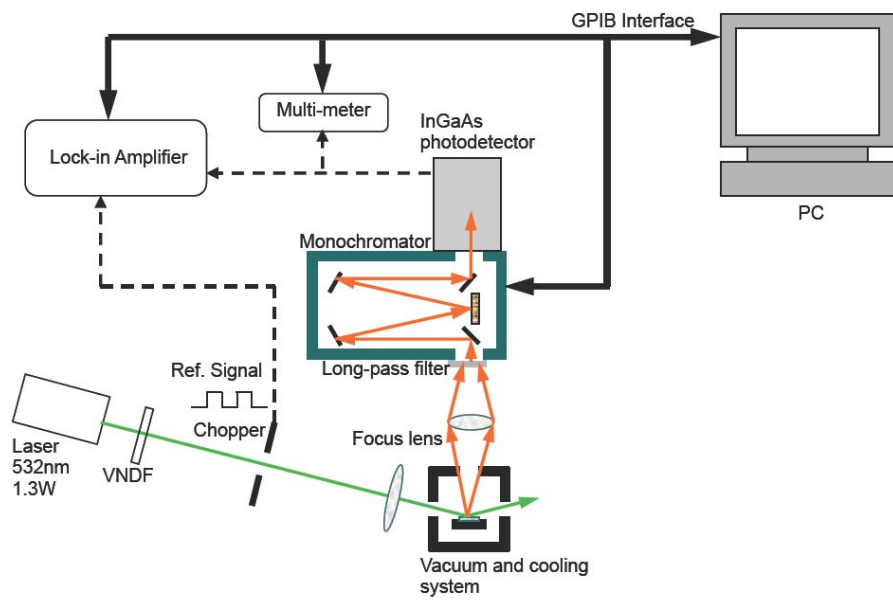 GPIB Interface
Multi-meter
InGaAs
photodetector
Lock-in Amplifier
PC
Monochromator
Long-pass filter
Ref. Signal
Chopper
Focus lens
Laser
532nm
1.3W
VNDF
Vacuum and cooling
system